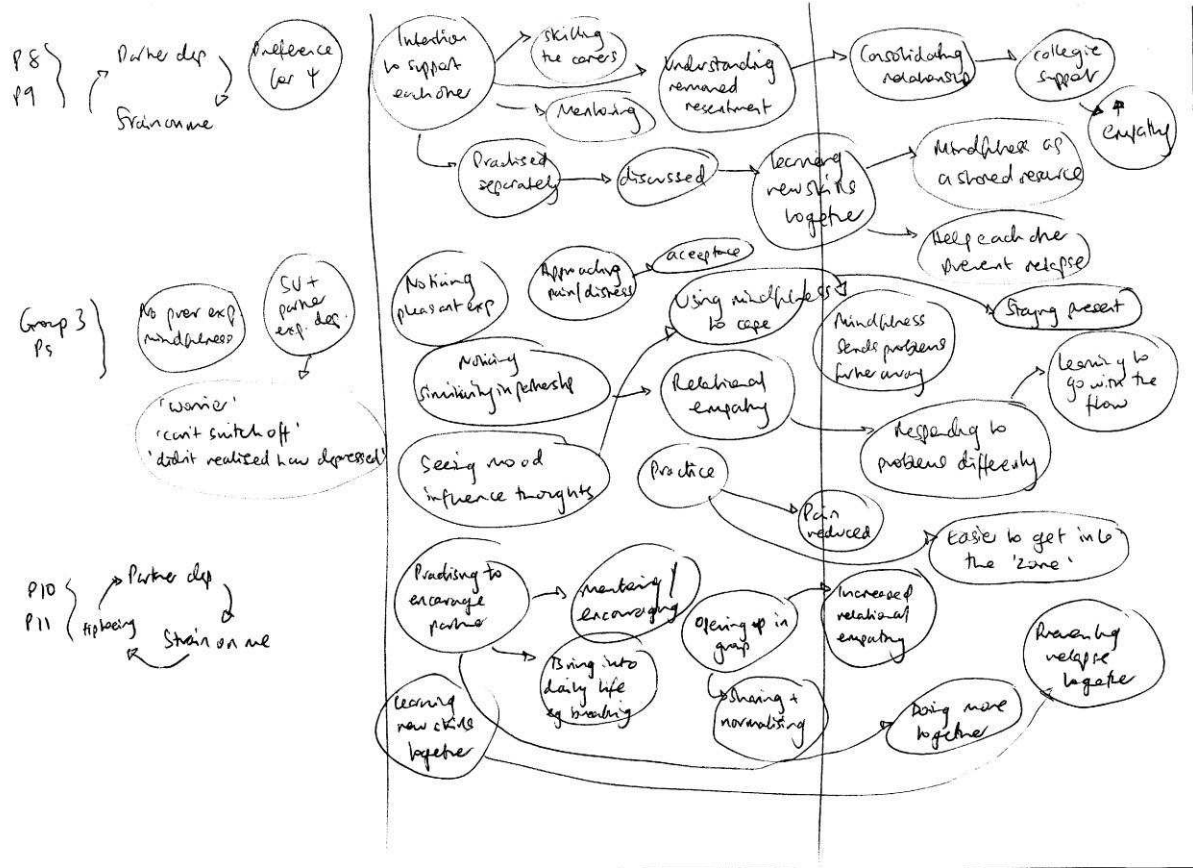 P8
P9
Partner dep
Strain on me
Preference
for Ψ
Intention
to support
each other
skilling
the carers
Mentoring
Understanding
removed
resentment
Consolidating
relationship
collegiate
support
↑
empathy
Practised
separately
discussed
learning
new skills
together
Mindfulness as
a shared resource
Help each other
prevent relapse
Group 3
P5
No prev exp
mindfulness
SU +
partner
exp. dep.
'worrier'
'can't switch off'
'didn't realised how depressed'
Noticing
pleasant exp
Approaching
pain/distress
acceptance
Using mindfulness
to cope
Staying present
Mindfulness
sends problems
further away
Noticing
similarity in partnership
Relational
empathy
Learning to
go with the
flow
Responding to
problems differently
Seeing mood
influence thoughts
Practice
Pain
reduced
Easier to get into
the 'zone'
P10
P11
Partner dep
tiptoeing
Strain on me
Practising to
encourage
partner
mentoring/
encouraging
Opening up in
group
Increased
relational
empathy
Preventing
relapse
together
Bring into
daily life
eg breathing
Sharing +
normalising
Doing more
together
learning
new skills
together